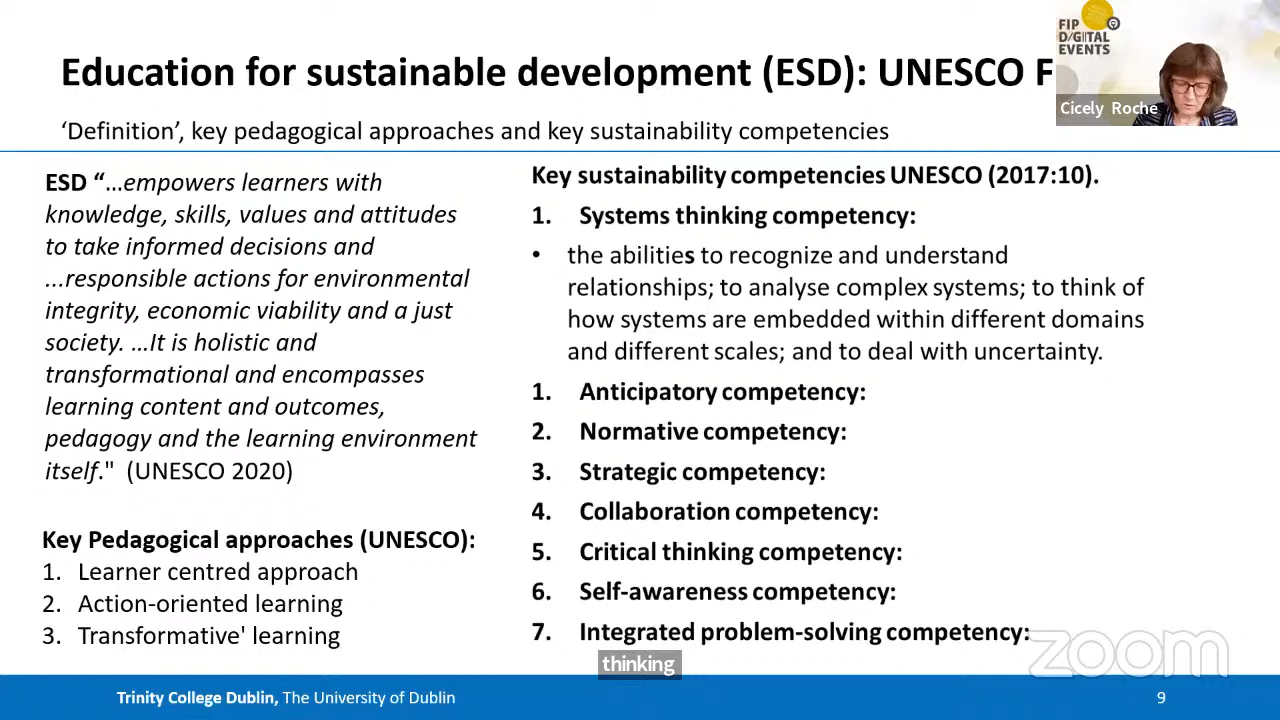 Education for sustainable development (ESD): UNESCO F
FIP
DIGITAL
EVENTS
Cicely Roche
‘Definition’, key pedagogical approaches and key sustainability competencies
ESD “…empowers learners with
knowledge, skills, values and attitudes
to take informed decisions and
...responsible actions for environmental
integrity, economic viability and a just
society. …It is holistic and
transformational and encompasses
learning content and outcomes,
pedagogy and the learning environment
itself." (UNESCO 2020)
Key Pedagogical approaches (UNESCO):
1. Learner centred approach
2. Action-oriented learning
3. Transformative' learning
Key sustainability competencies UNESCO (2017:10).
1. Systems thinking competency:
• the abilities to recognize and understand
relationships; to analyse complex systems; to think of
how systems are embedded within different domains
and different scales; and to deal with uncertainty.
1. Anticipatory competency:
2. Normative competency:
3. Strategic competency:
4. Collaboration competency:
5. Critical thinking competency:
6. Self-awareness competency:
7. Integrated problem-solving competency:
thinking
zoom
Trinity College Dublin, The University of Dublin
9